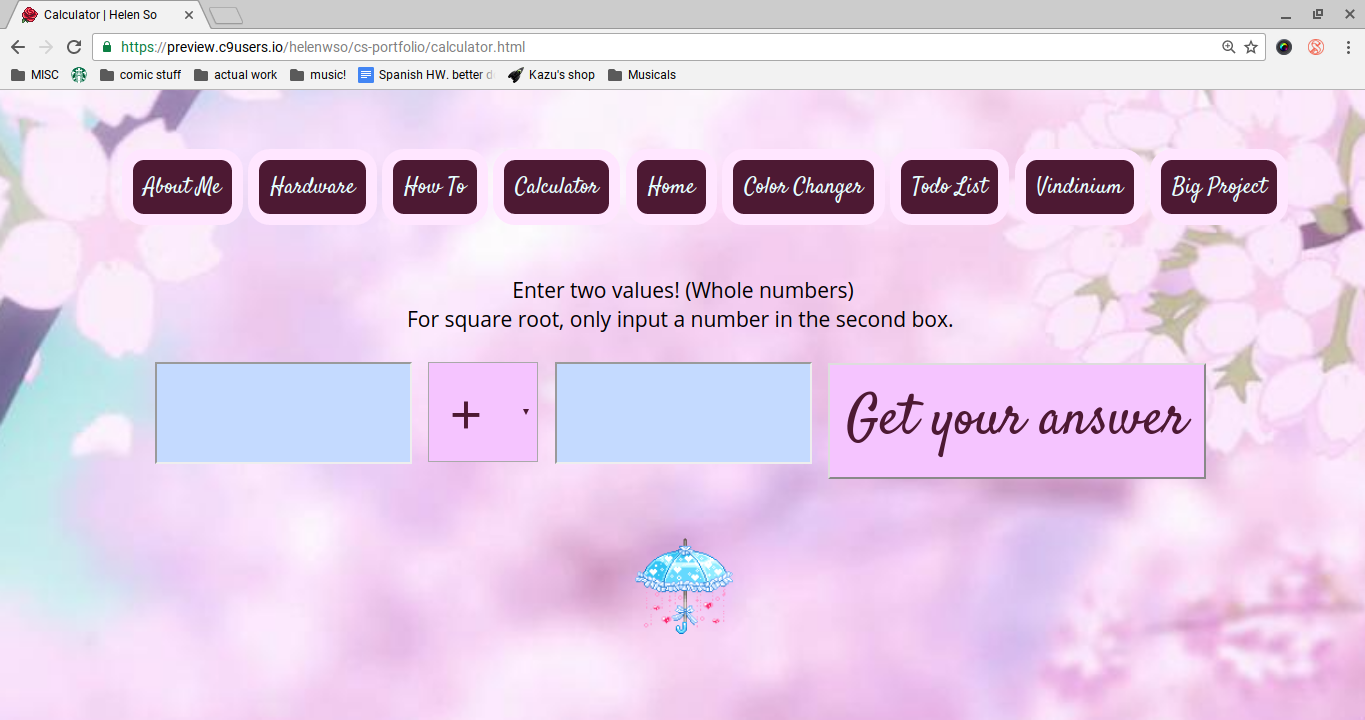 Calculator | Helen So
https://preview.c9users.io/helenwso/cs-portfolio/calculator.html
MISC comic stuff actual work music! Spanish HW. better d Kazu's shop Musicals
About Me Hardware How To Calculator Home Color Changer Todo List Vindinium Big Project
Enter two values! (Whole numbers)
For square root, only input a number in the second box.
+ Get your answer